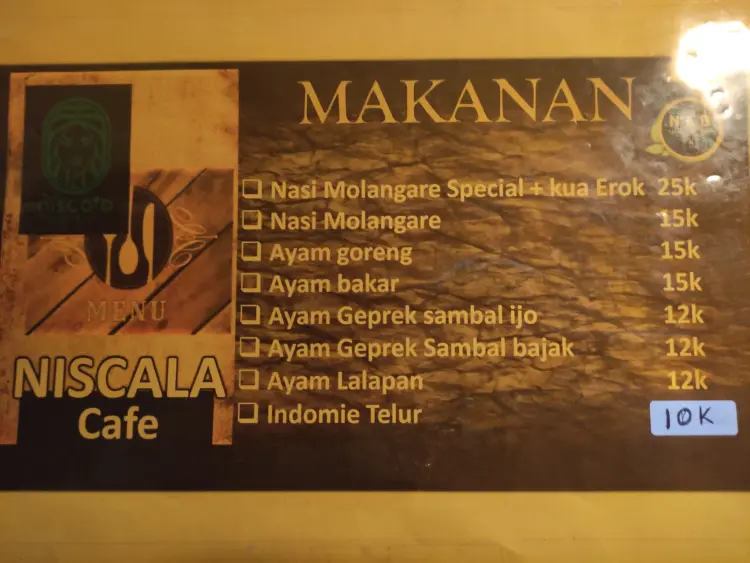 MAKANAN
❑ Nasi Molangare Special + kua Erok 25k
❑ Nasi Molangare 15k
❑ Ayam goreng 15k
❑ Ayam bakar 15k
❑ Ayam Geprek sambal ijo 12k
❑ Ayam Geprek Sambal bajak 12k
❑ Ayam Lalapan 12k
❑ Indomie Telur 10K
MENU
NISCALA
Cafe